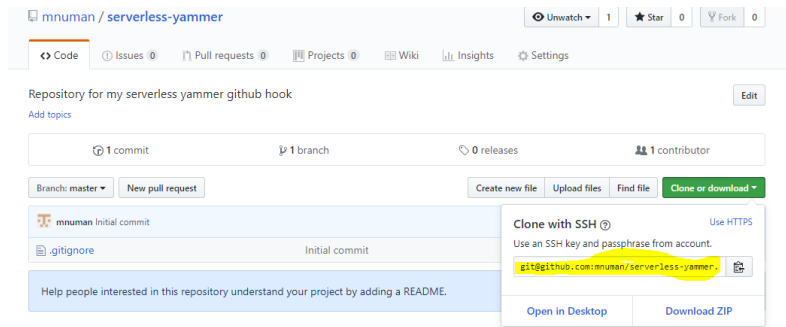 mnuman / serverless-yammer
Unwatch 1 Star 0 Fork 0
<> Code Issues 0 Pull requests 0 Projects 0 Wiki Insights Settings
Repository for my serverless yammer github hook Edit
Add topics
1 commit 1 branch 0 releases 1 contributor
Branch: master New pull request Create new file Upload files Find file Clone or download
mnuman Initial commit
.gitignore Initial commit
Help people interested in this repository understand your project by adding a README.
Clone with SSH ? Use HTTPS
Use an SSH key and passphrase from account.
git@github.com:mnuman/serverless-yammer.
Open in Desktop Download ZIP